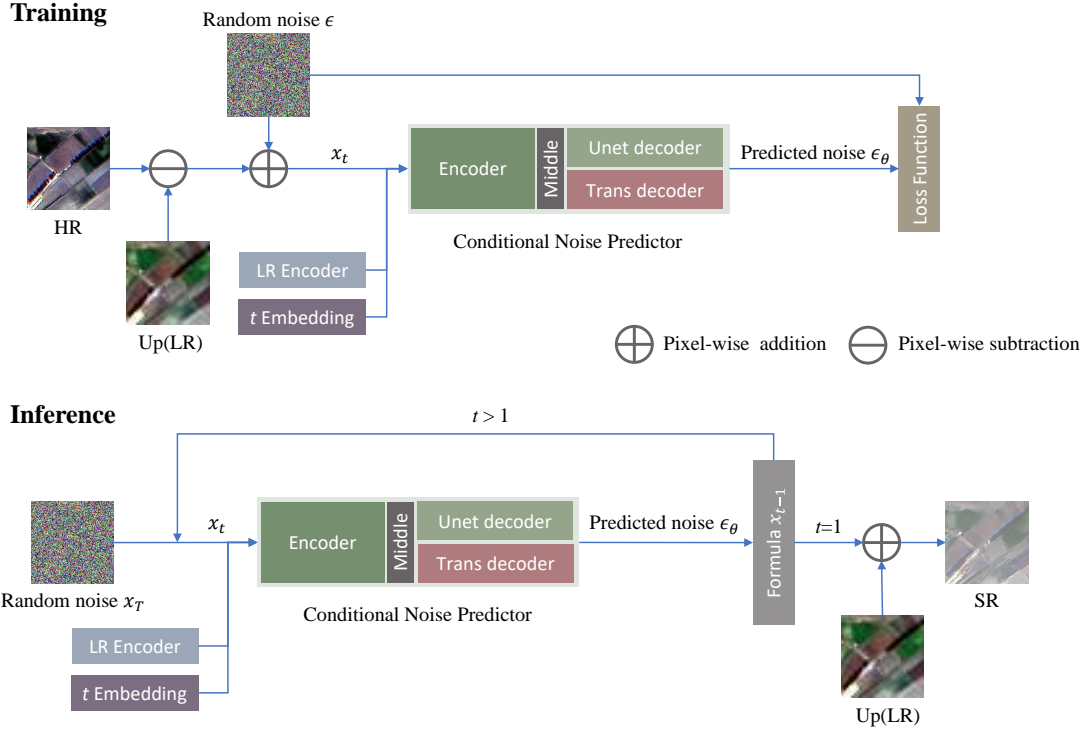 Training
Random noise ϵ
HR
Up(LR)
x_t
LR Encoder
t Embedding
Encoder
Middle
Unet decoder
Trans decoder
Conditional Noise Predictor
Predicted noise ϵ_θ
Loss Function
Pixel-wise addition
Pixel-wise subtraction
Inference
t > 1
Random noise x_T
x_t
LR Encoder
t Embedding
Encoder
Middle
Unet decoder
Trans decoder
Conditional Noise Predictor
Predicted noise ϵ_θ
Formula x_{t−1}
t=1
Up(LR)
SR